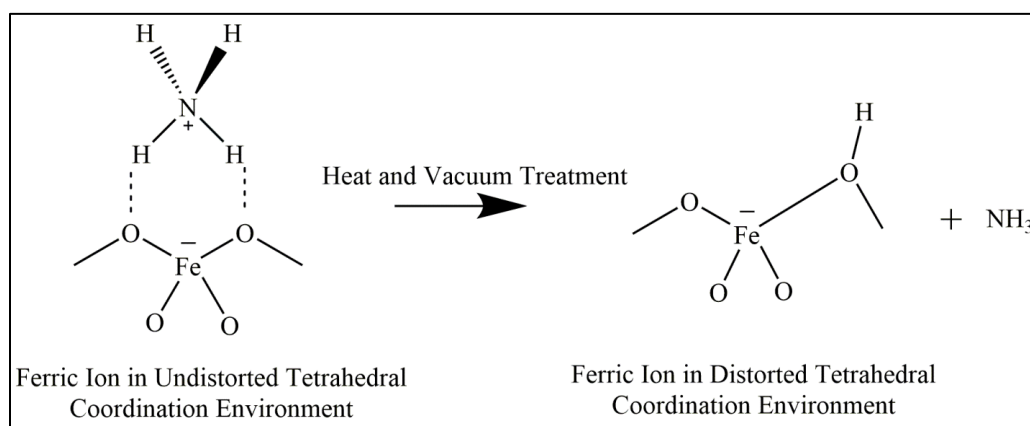 H H
N
+
H H
Heat and Vacuum Treatment
O − O
Fe
O O
H
O
O −
Fe
O O
+ NH3
Ferric Ion in Undistorted Tetrahedral
Coordination Environment
Ferric Ion in Distorted Tetrahedral
Coordination Environment